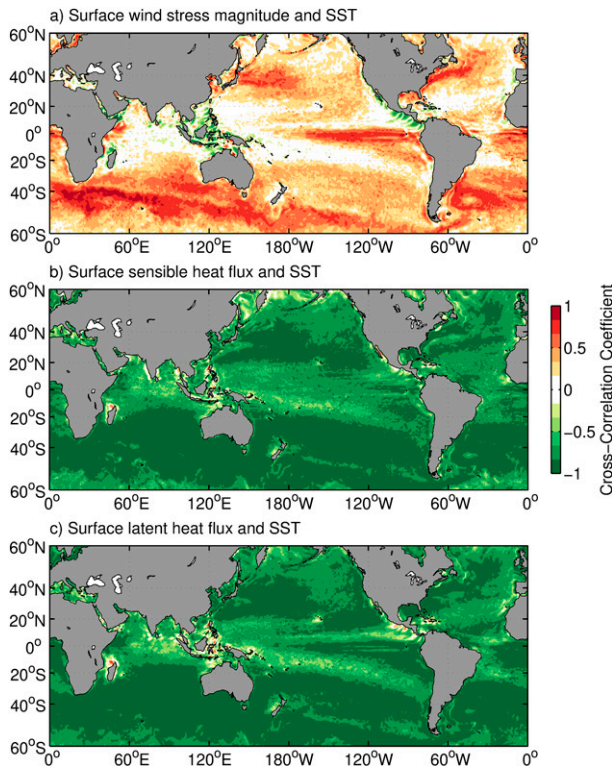 a) Surface wind stress magnitude and SST
60°N
40°N
20°N
0°
20°S
40°S
60°S
0° 60°E 120°E 180°W 120°W 60°W 0°
b) Surface sensible heat flux and SST
60°N
40°N
20°N
0°
20°S
40°S
60°S
0° 60°E 120°E 180°W 120°W 60°W 0°
1
0.5
0
−0.5
−1
Cross−Correlation Coefficient
c) Surface latent heat flux and SST
60°N
40°N
20°N
0°
20°S
40°S
60°S
0° 60°E 120°E 180°W 120°W 60°W 0°